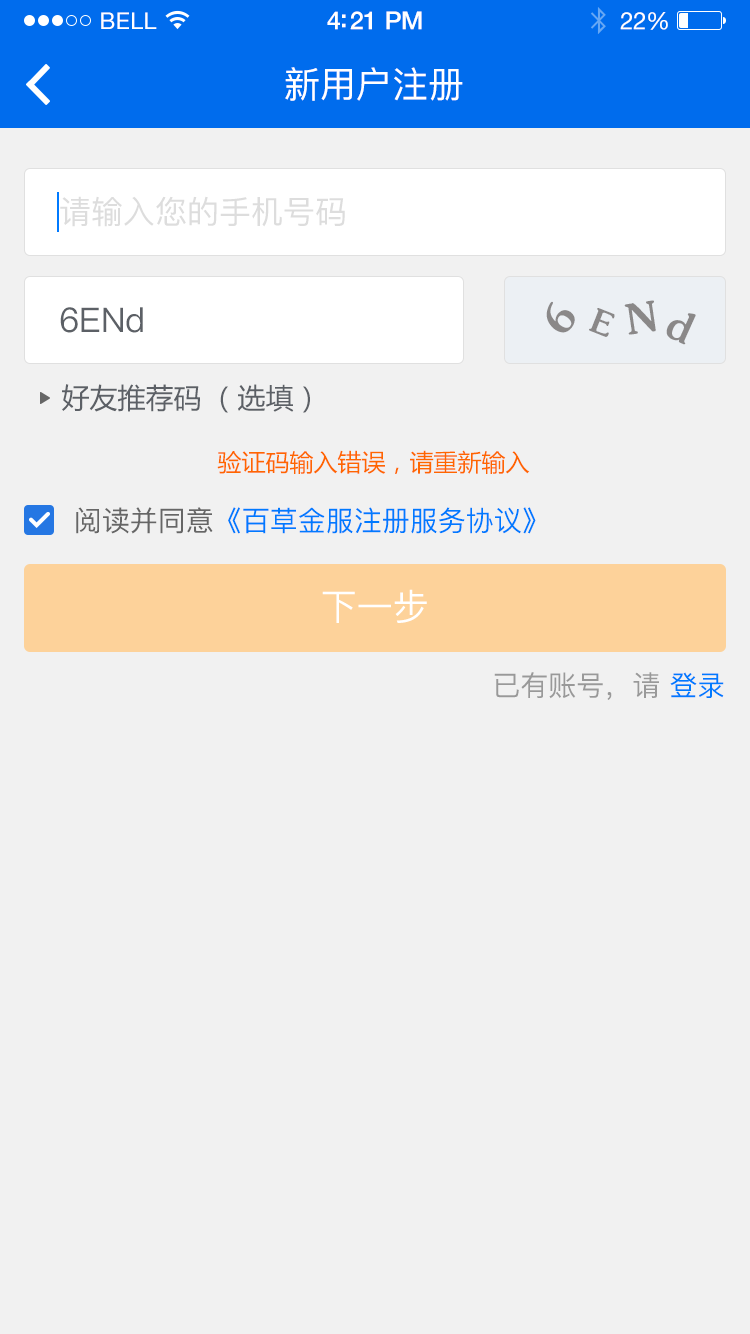 BELL 4:21 PM 22%
新用户注册
请输入您的手机号码
6ENd 6ENd
好友推荐码（选填）
验证码输入错误，请重新输入
阅读并同意《百草金服注册服务协议》
下一步
已有账号，请 登录